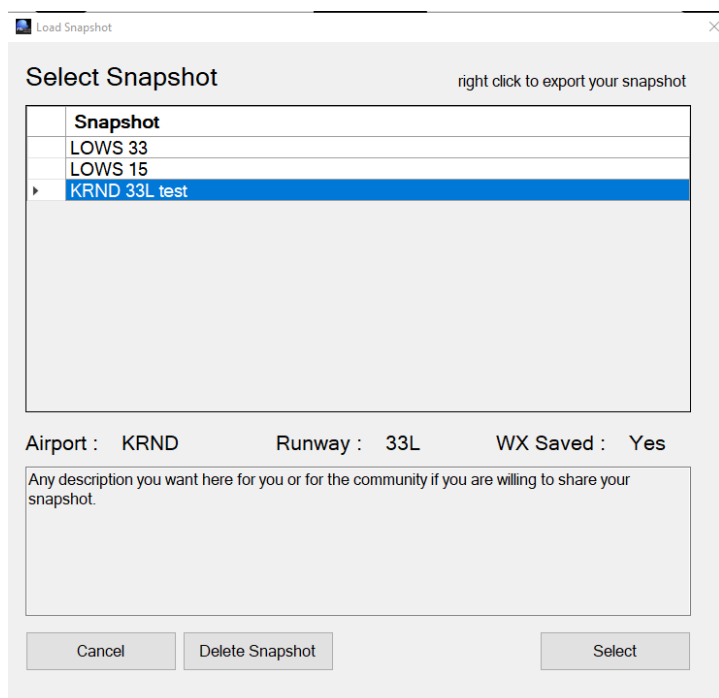 Load Snapshot
Select Snapshot
right click to export your snapshot
Snapshot
LOWS 33
LOWS 15
KRND 33L test
Airport : KRND Runway : 33L WX Saved : Yes
Any description you want here for you or for the community if you are willing to share your
snapshot.
Cancel Delete Snapshot Select